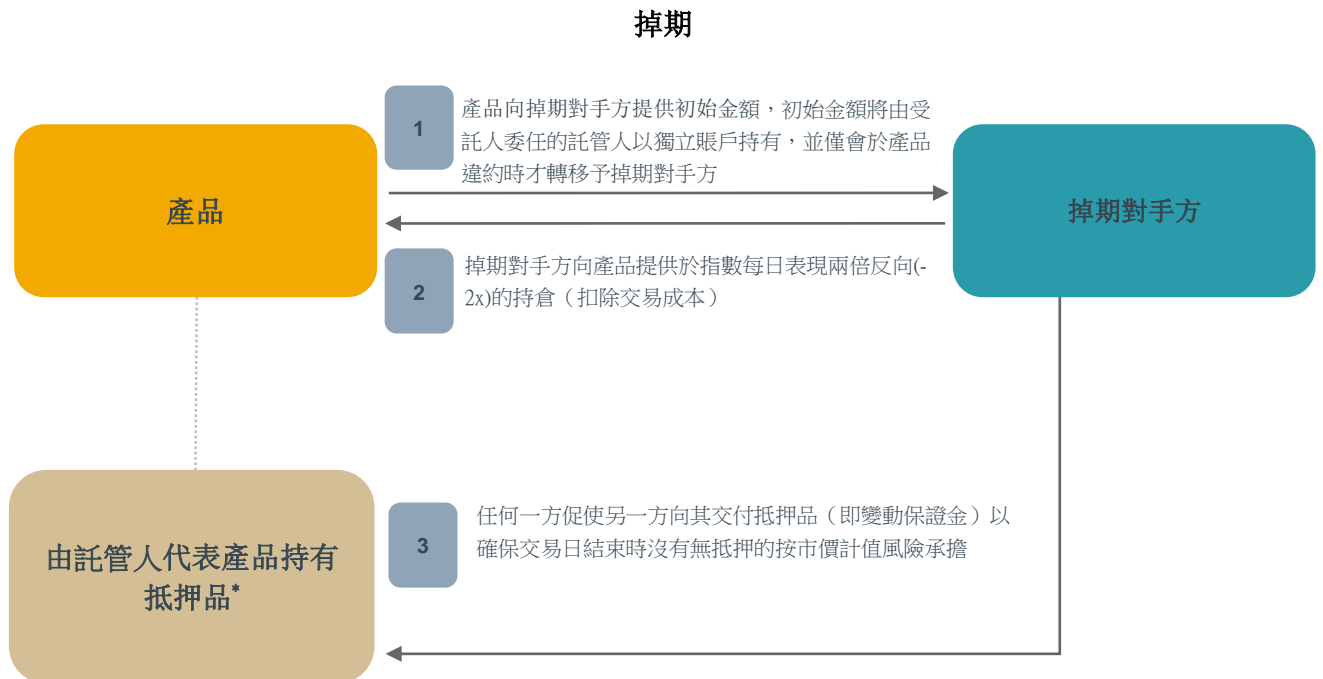 掉期
1
產品向掉期對手方提供初始金額，初始金額將由受
託人委任的託管人以獨立賬戶持有，並僅會於產品
違約時才轉移予掉期對手方
產品
掉期對手方
2
掉期對手方向產品提供於指數每日表現兩倍反向(-
2x)的持倉（扣除交易成本）
3
任何一方促使另一方向其交付抵押品（即變動保證金）以
確保交易日結束時沒有無抵押的按市價計值風險承擔
由託管人代表產品持有
抵押品*